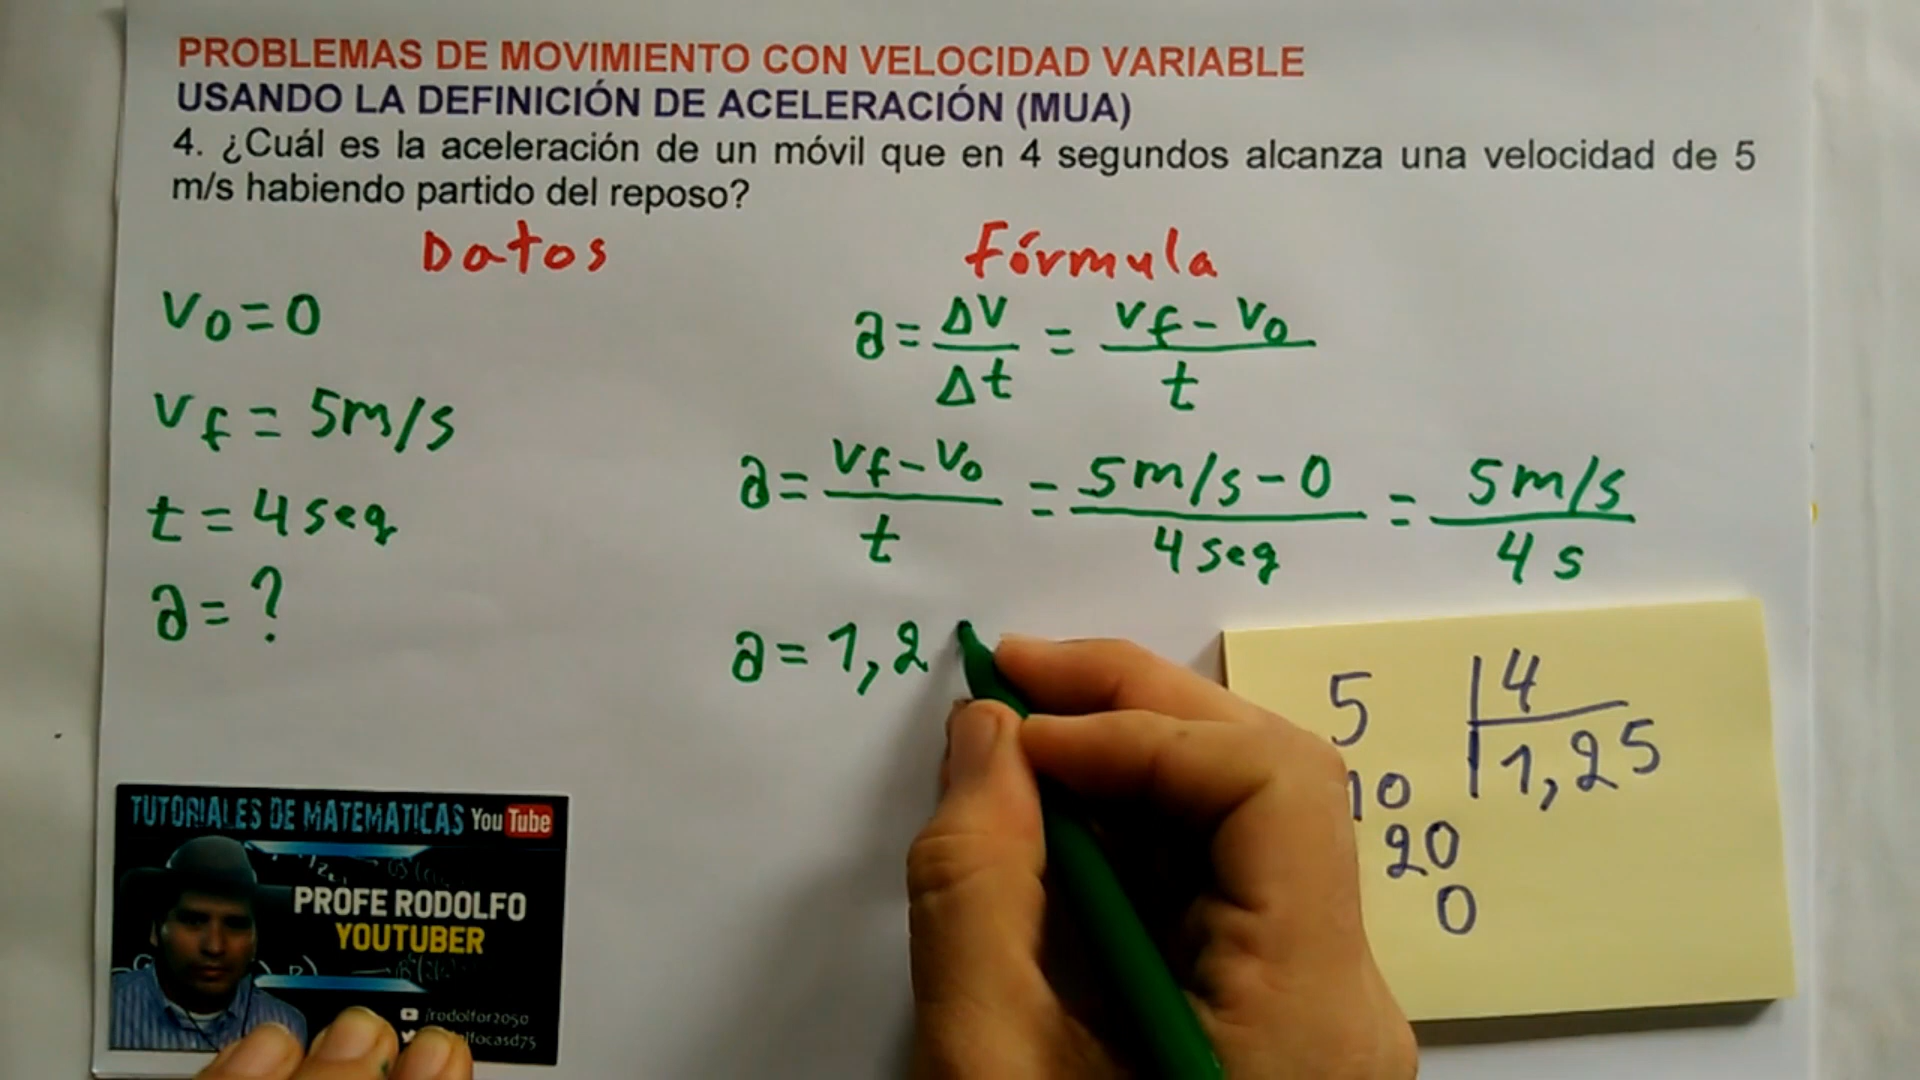 PROBLEMAS DE MOVIMIENTO CON VELOCIDAD VARIABLE
USANDO LA DEFINICIÓN DE ACELERACIÓN (MUA)
4. ¿Cuál es la aceleración de un móvil que en 4 segundos alcanza una velocidad de 5
m/s habiendo partido del reposo?
Datos
v₀=0
vf = 5m/s
t = 4seg
a = ?
Fórmula
a = Δv/Δt = (vf - v₀)/t
a = (vf - v₀)/t = (5m/s - 0)/(4seg) = (5m/s)/(4s)
a = 1,2
5 4
10 1,25
20
0
TUTORIALES DE MATEMATICAS YouTube
PROFE RODOLFO
YOUTUBER
/rodolfor2050